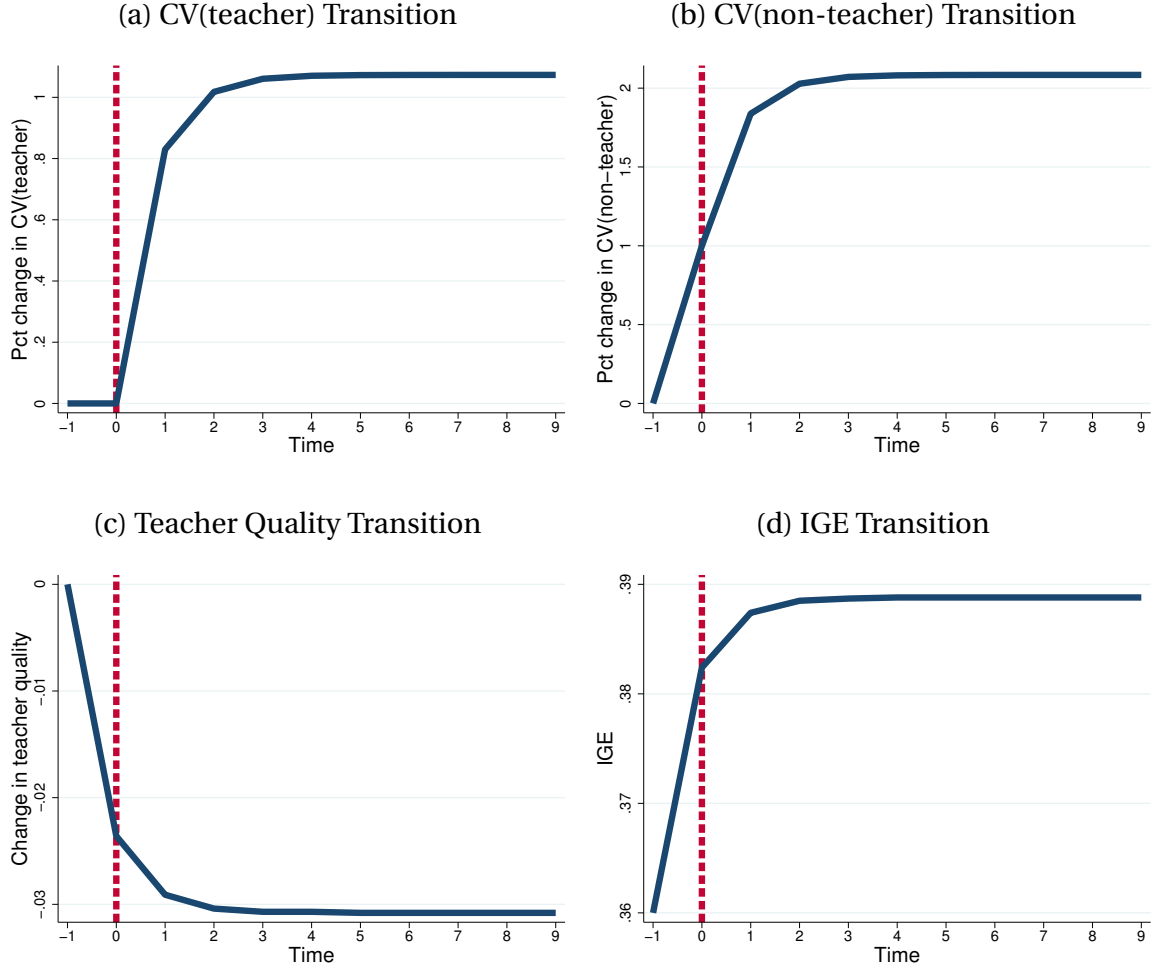 (a) CV(teacher) Transition
Pct change in CV(teacher)
1
.8
.6
.4
.2
0
−1 0 1 2 3 4 5 6 7 8 9
Time
(b) CV(non-teacher) Transition
Pct change in CV(non−teacher)
2
1.5
1
.5
0
−1 0 1 2 3 4 5 6 7 8 9
Time
(c) Teacher Quality Transition
Change in teacher quality
0
−.01
−.02
−.03
−1 0 1 2 3 4 5 6 7 8 9
Time
(d) IGE Transition
IGE
.39
.38
.37
.36
−1 0 1 2 3 4 5 6 7 8 9
Time